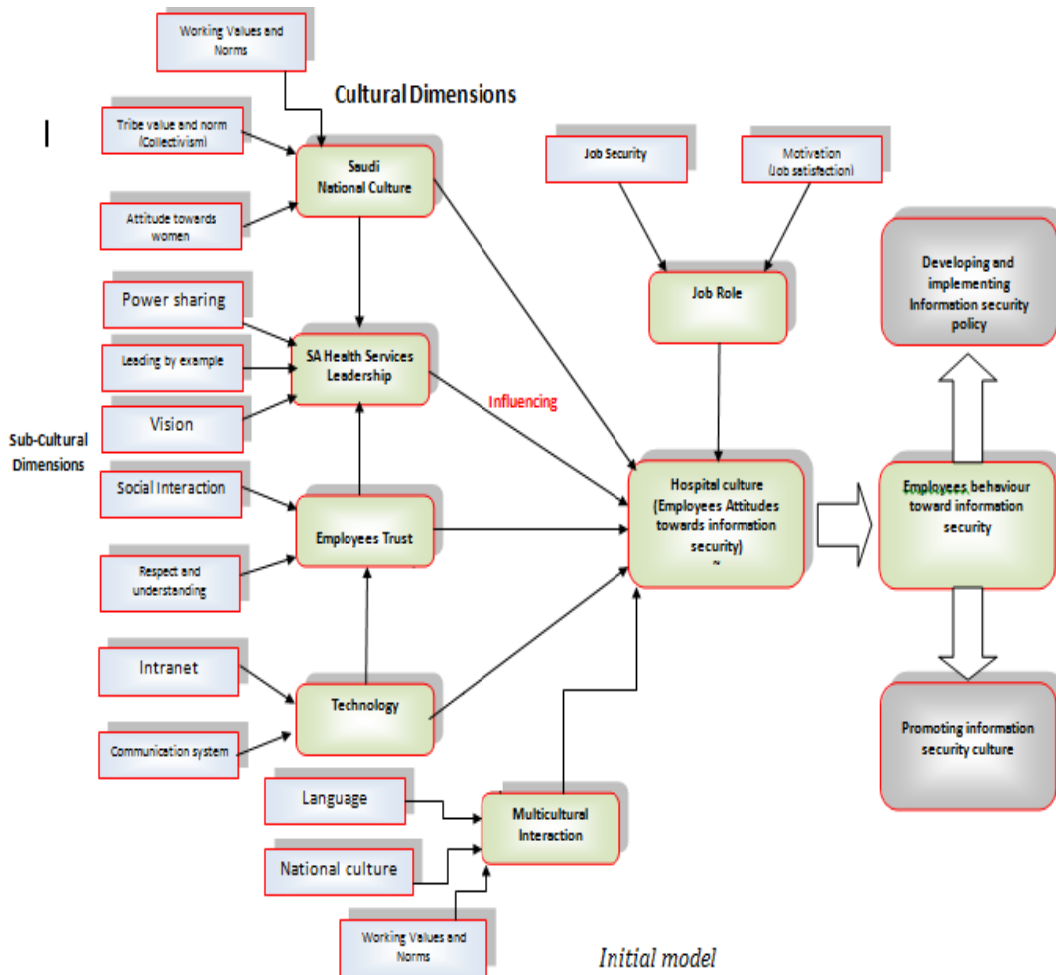 Working Values and
Norms
Cultural Dimensions
Tribe value and norm
(Collectivism)
Saudi
National Culture
Job Security
Motivation
(Job satisfaction)
Attitude towards
women
Developing and
implementing
Information security
policy
Power sharing
Job Role
Leading by example
SA Health Services
Leadership
Influencing
Vision
Sub-Cultural
Dimensions
Social Interaction
Employees Trust
Hospital culture
(Employees Attitudes
towards information
security)
~
Employees behaviour
toward information
security
Respect and
understanding
Intranet
Technology
Communication system
Promoting information
security culture
Language
Multicultural
Interaction
National culture
Working Values and
Norms
Initial model